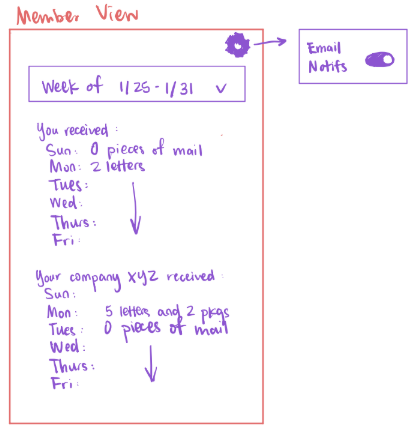 Member View
Email
Notifs
Week of 1/25 - 1/31
You received:
Sun: 0 pieces of mail
Mon: 2 letters
Tues:
Wed:
Thurs:
Fri:
Your company XYZ received:
Sun:
Mon: 5 letters and 2 pkgs
Tues: 0 pieces of mail
Wed:
Thurs:
Fri: